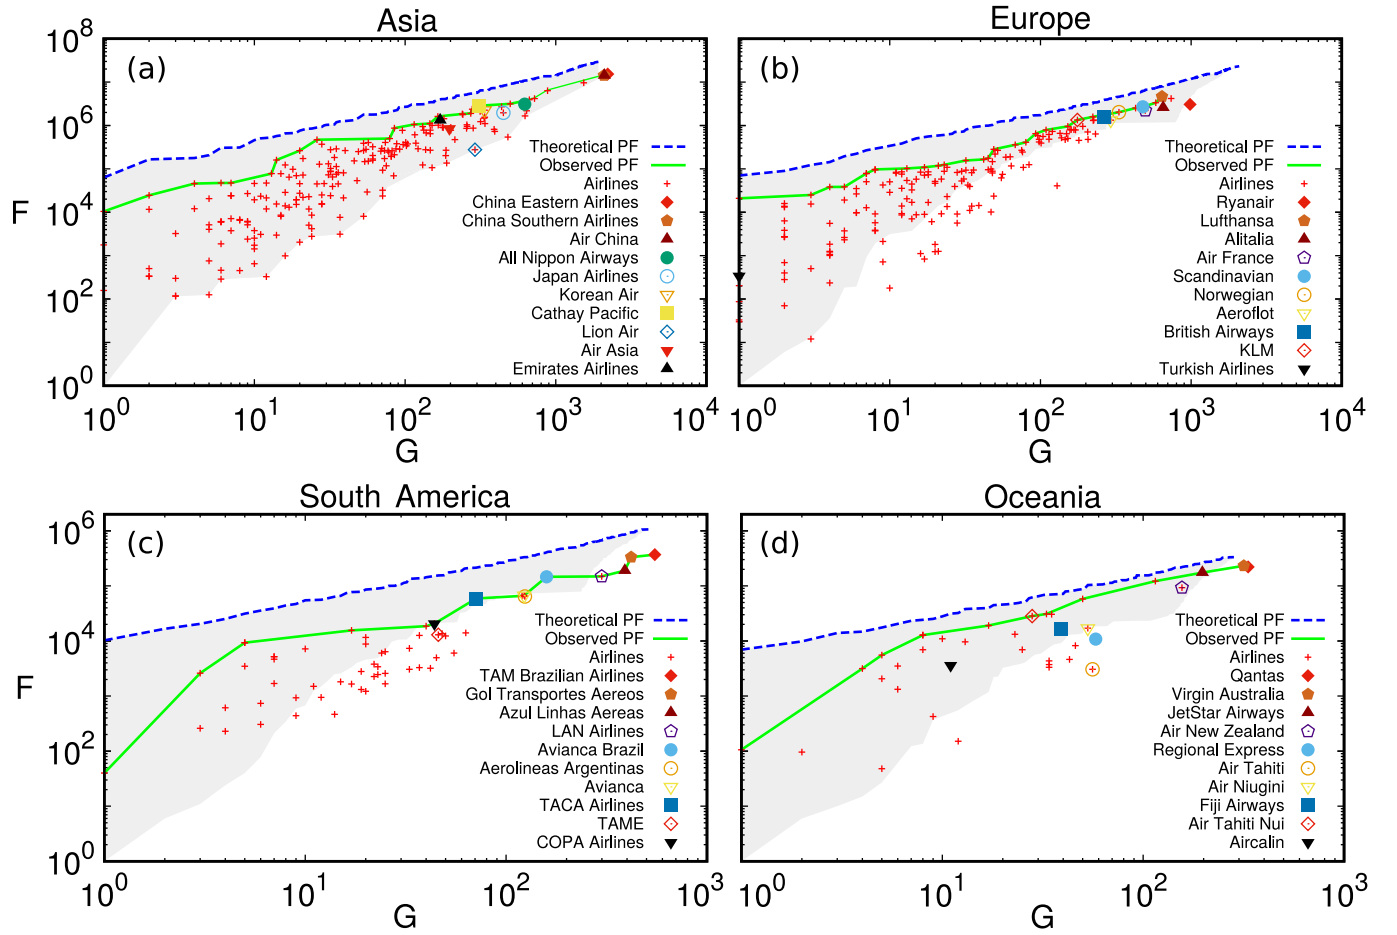 Asia
(a)
F
10^8
10^6
10^4
10^2
10^0
Theoretical PF
Observed PF
Airlines
China Eastern Airlines
China Southern Airlines
Air China
All Nippon Airways
Japan Airlines
Korean Air
Cathay Pacific
Lion Air
Air Asia
Emirates Airlines
10^0 10^1 10^2 10^3 10^4
G
Europe
(b)
Theoretical PF
Observed PF
Airlines
Ryanair
Lufthansa
Alitalia
Air France
Scandinavian
Norwegian
Aeroflot
British Airways
KLM
Turkish Airlines
10^0 10^1 10^2 10^3 10^4
G
South America
(c)
F
10^6
10^4
10^2
10^0
Theoretical PF
Observed PF
Airlines
TAM Brazilian Airlines
Gol Transportes Aereos
Azul Linhas Aereas
LAN Airlines
Avianca Brazil
Aerolineas Argentinas
Avianca
TACA Airlines
TAME
COPA Airlines
10^0 10^1 10^2 10^3
G
Oceania
(d)
Theoretical PF
Observed PF
Airlines
Qantas
Virgin Australia
JetStar Airways
Air New Zealand
Regional Express
Air Tahiti
Air Niugini
Fiji Airways
Air Tahiti Nui
Aircalin
10^0 10^1 10^2 10^3
G